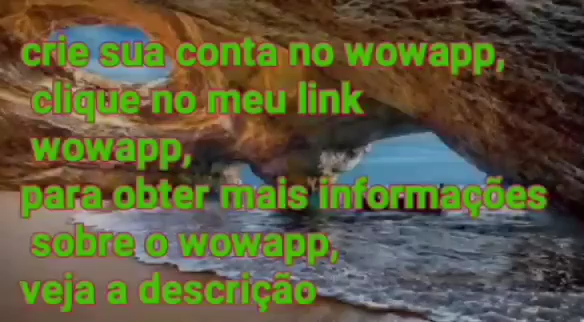 crie sua conta no wowapp,
clique no meu link
wowapp,
para obter mais informações
sobre o wowapp,
veja a descrição